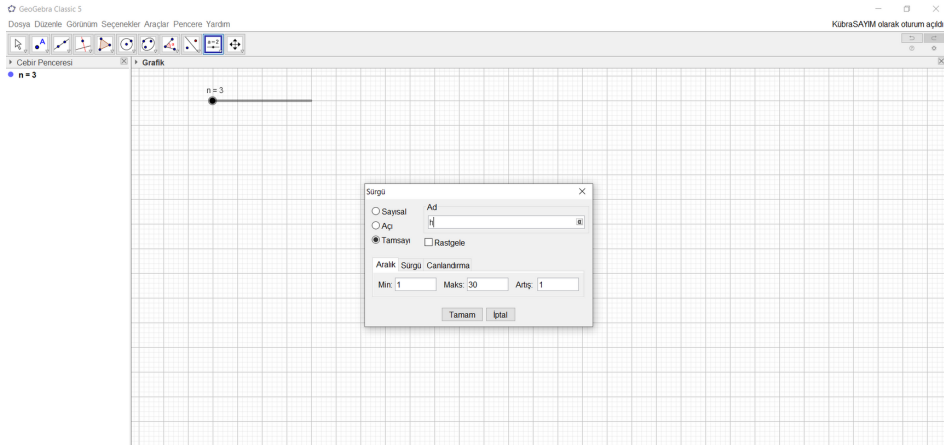 GeoGebra Classic 5
Dosya Düzenle Görünüm Seçenekler Araçlar Pencere Yardım
KübraSAYIM olarak oturum açıldı
A
a=2
Cebir Penceresi
Grafik
n = 3
n = 3
Sürgü
Sayısal
Açı
Tamsayı
Ad
h
α
Rastgele
Aralık Sürgü Canlandırma
Min: 1 Maks: 30 Artış: 1
Tamam İptal